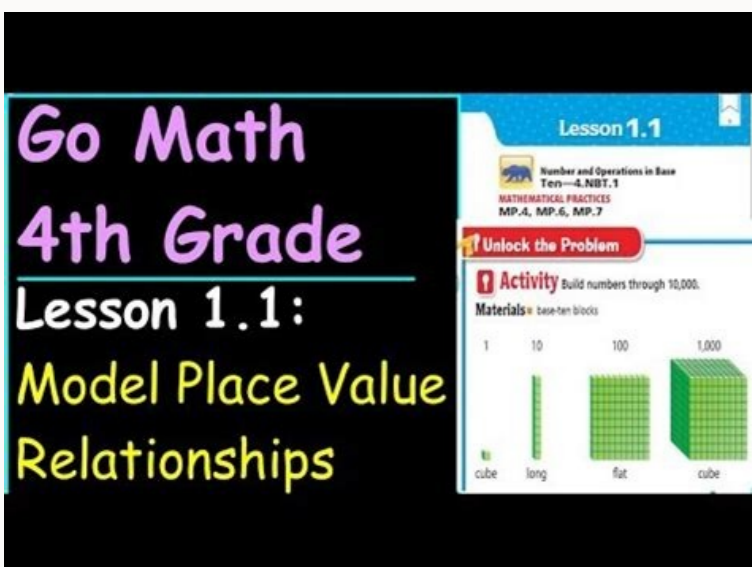 Go Math
4th Grade
Lesson 1.1:
Model Place Value
Relationships
Lesson 1.1
Number and Operations in Base
Ten—4.NBT.1
MATHEMATICAL PRACTICES
MP.4, MP.6, MP.7
Unlock the Problem
Activity Build numbers through 10,000.
Materials ■ base-ten blocks
1 10 100 1,000
cube long flat cube